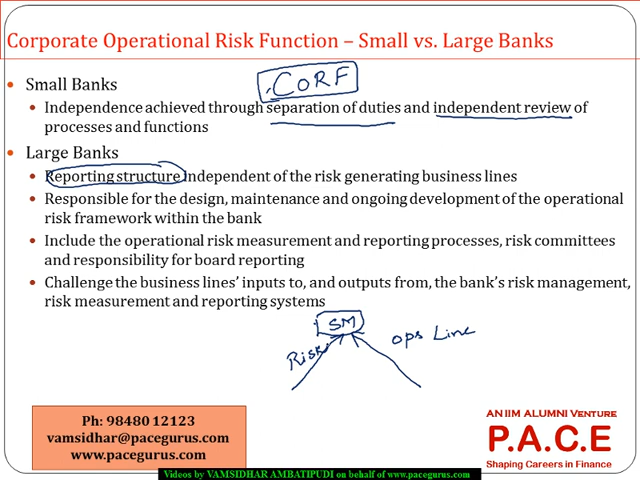 Corporate Operational Risk Function – Small vs. Large Banks
CORF
• Small Banks
• Independence achieved through separation of duties and independent review of
processes and functions
• Large Banks
• Reporting structure independent of the risk generating business lines
• Responsible for the design, maintenance and ongoing development of the operational
risk framework within the bank
• Include the operational risk measurement and reporting processes, risk committees
and responsibility for board reporting
• Challenge the business lines' inputs to, and outputs from, the bank's risk management,
risk measurement and reporting systems
SM
Risk
Ops Line
Ph: 98480 12123
vamsidhar@pacegurus.com
www.pacegurus.com
AN IIM ALUMNI VENTURE
P.A.C.E
Shaping Careers in Finance
Videos by VAMSIDHAR AMBATIPUDI on behalf of www.pacegurus.com